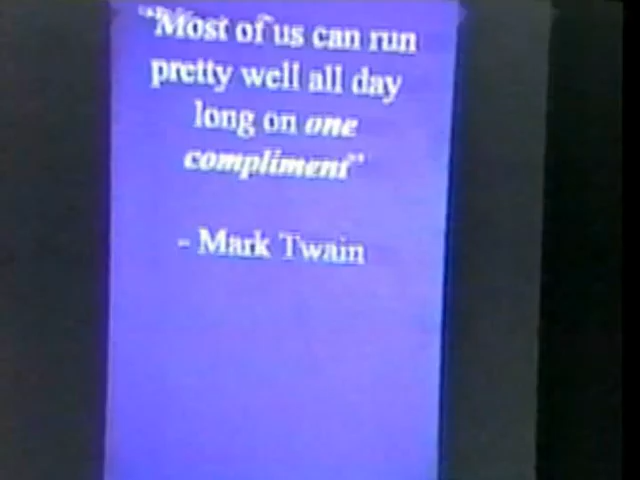 "Most of us can run
pretty well all day
long on one
compliment"
- Mark Twain